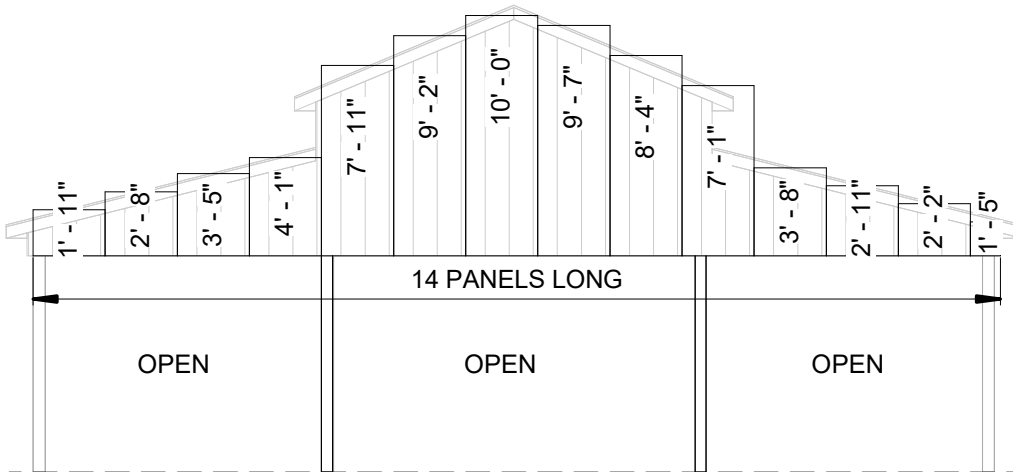 1' - 11"
2' - 8"
3' - 5"
4' - 1"
7' - 11"
9' - 2"
10' - 0"
9' - 7"
8' - 4"
7' - 1"
3' - 8"
2' - 11"
2' - 2"
1' - 5"
14 PANELS LONG
OPEN
OPEN
OPEN